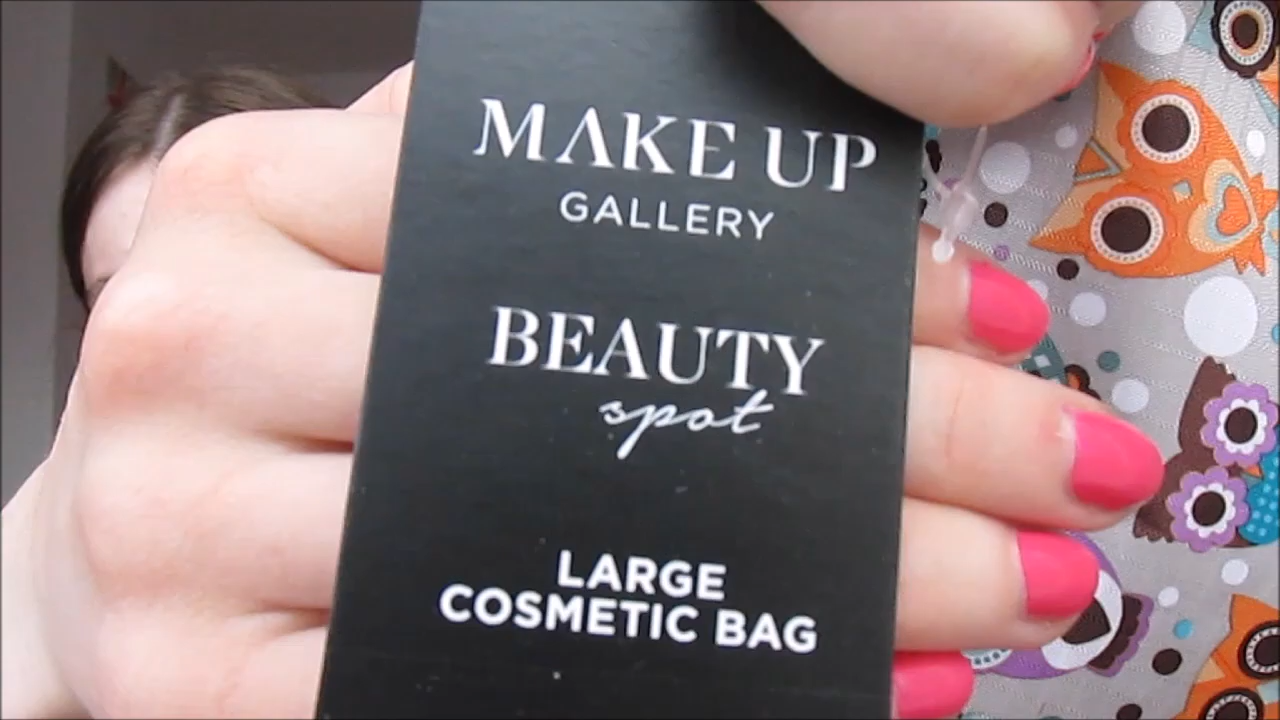 MAKE UP
GALLERY
BEAUTY
spot
LARGE
COSMETIC BAG